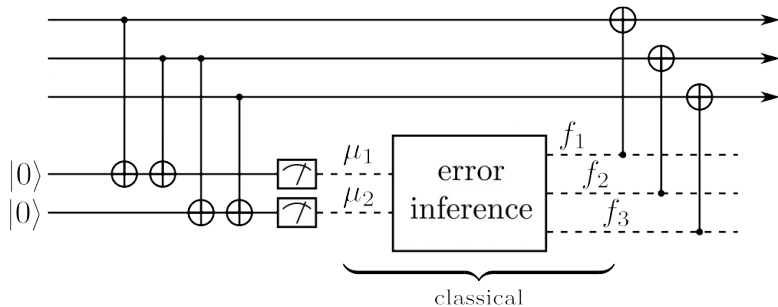 f₁
μ₁
|0⟩
error
f₂
μ₂
|0⟩
inference
f₃
classical